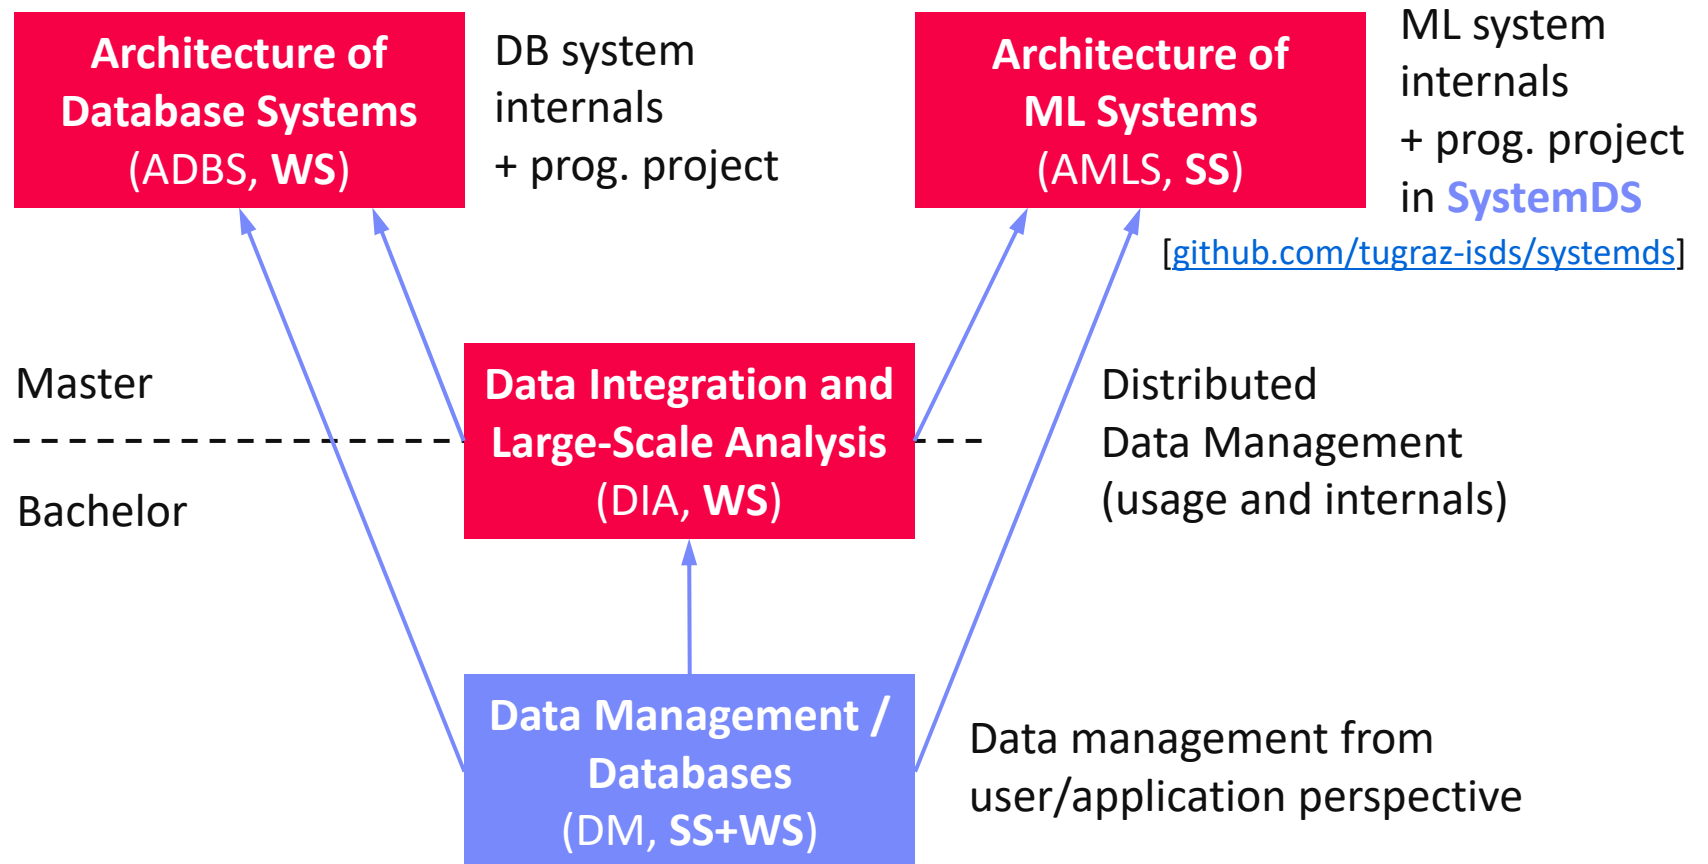 Architecture of
Database Systems
(ADBS, WS)
DB system
internals
+ prog. project
Architecture of
ML Systems
(AMLS, SS)
ML system
internals
+ prog. project
in SystemDS
[github.com/tugraz-isds/systemds]
Master
Bachelor
Data Integration and
Large-Scale Analysis
(DIA, WS)
Distributed
Data Management
(usage and internals)
Data Management /
Databases
(DM, SS+WS)
Data management from
user/application perspective